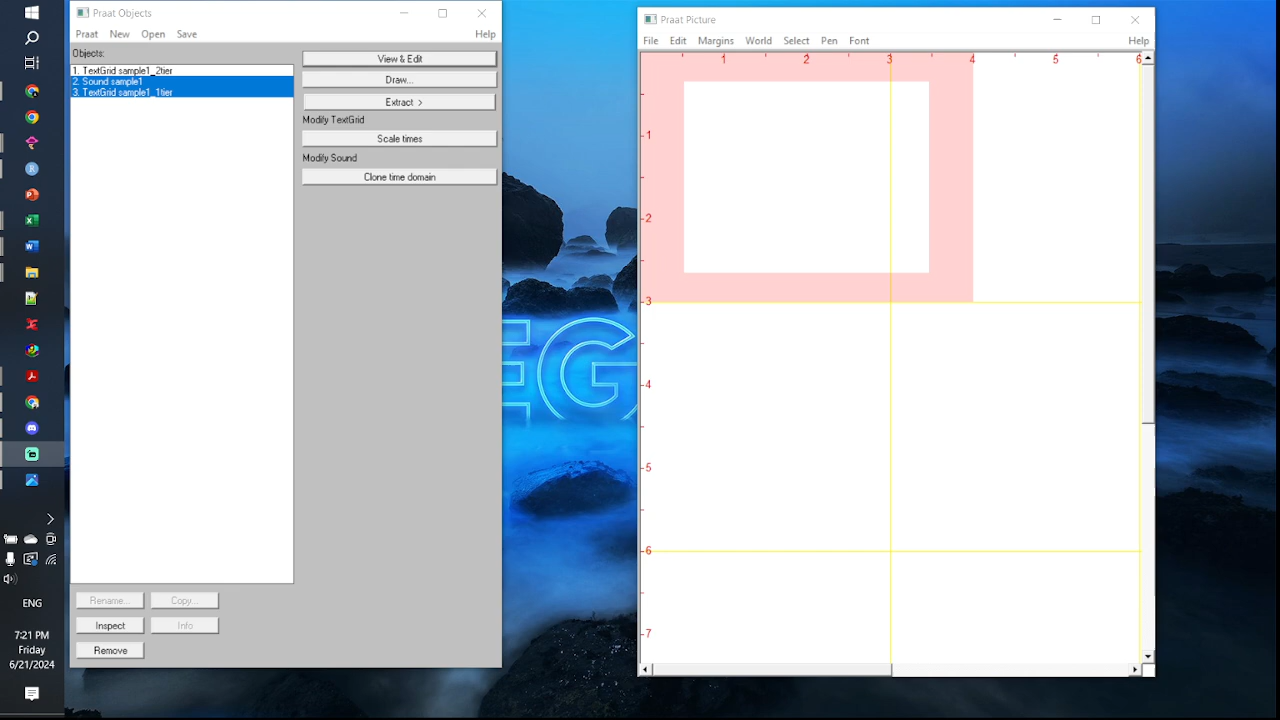 Praat Objects
Praat New Open Save Help
Objects:
1. TextGrid sample1_2tier
2. Sound sample1
3. TextGrid sample1_1tier
View & Edit
Draw...
Extract >
Modify TextGrid
Scale times
Modify Sound
Clone time domain
Rename... Copy...
Inspect Info
Remove
EG
Praat Picture
File Edit Margins World Select Pen Font Help
1 2 3 4 5 6
1
2
3
4
5
6
7
ENG
7:21 PM
Friday
6/21/2024